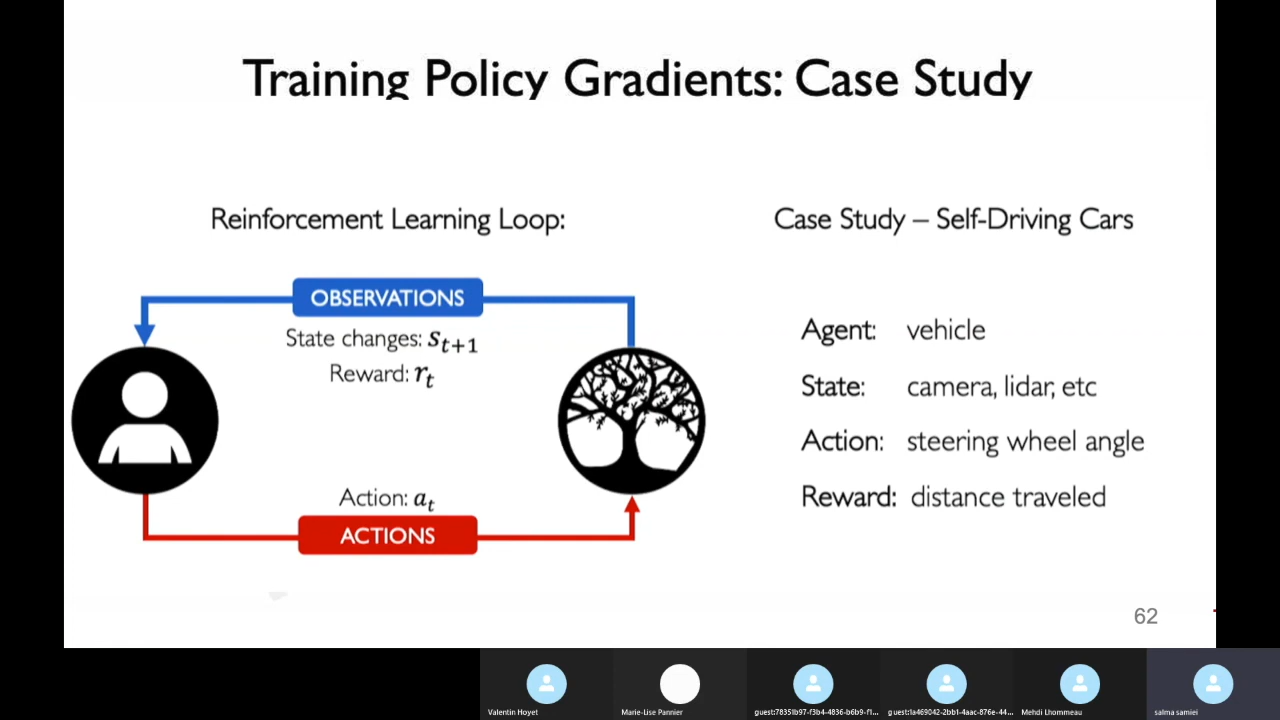 Training Policy Gradients: Case Study
Reinforcement Learning Loop:
OBSERVATIONS
State changes: s_{t+1}
Reward: r_t
Action: a_t
ACTIONS
Case Study – Self-Driving Cars
Agent: vehicle
State: camera, lidar, etc
Action: steering wheel angle
Reward: distance traveled
62
Valentin Hoyet
Marie-Lise Pannier
guest:78351b97-f3b4-4836-b6b9-f1...
guest:1a469042-2bb1-4aac-876e-44...
Mehdi Lhommeau
salma samiei